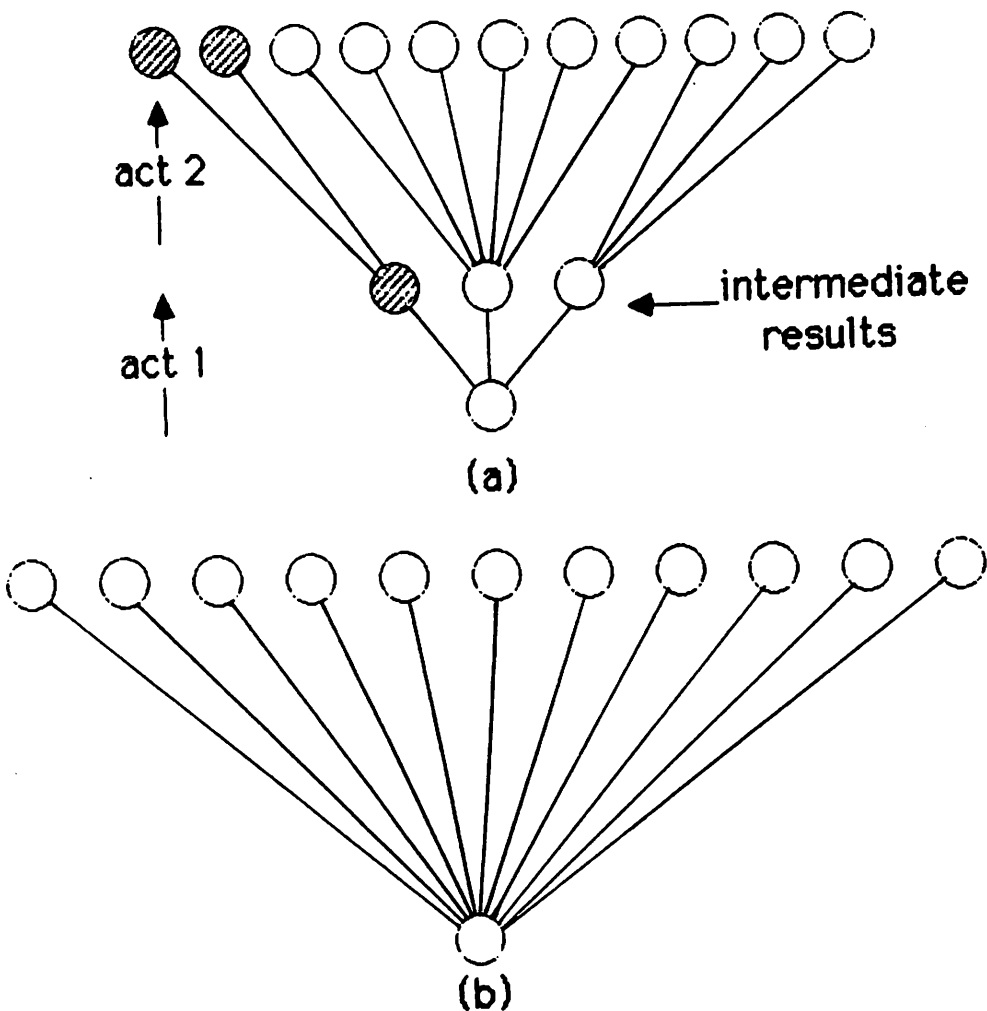 act 2
intermediate
results
act 1
(a)
(b)